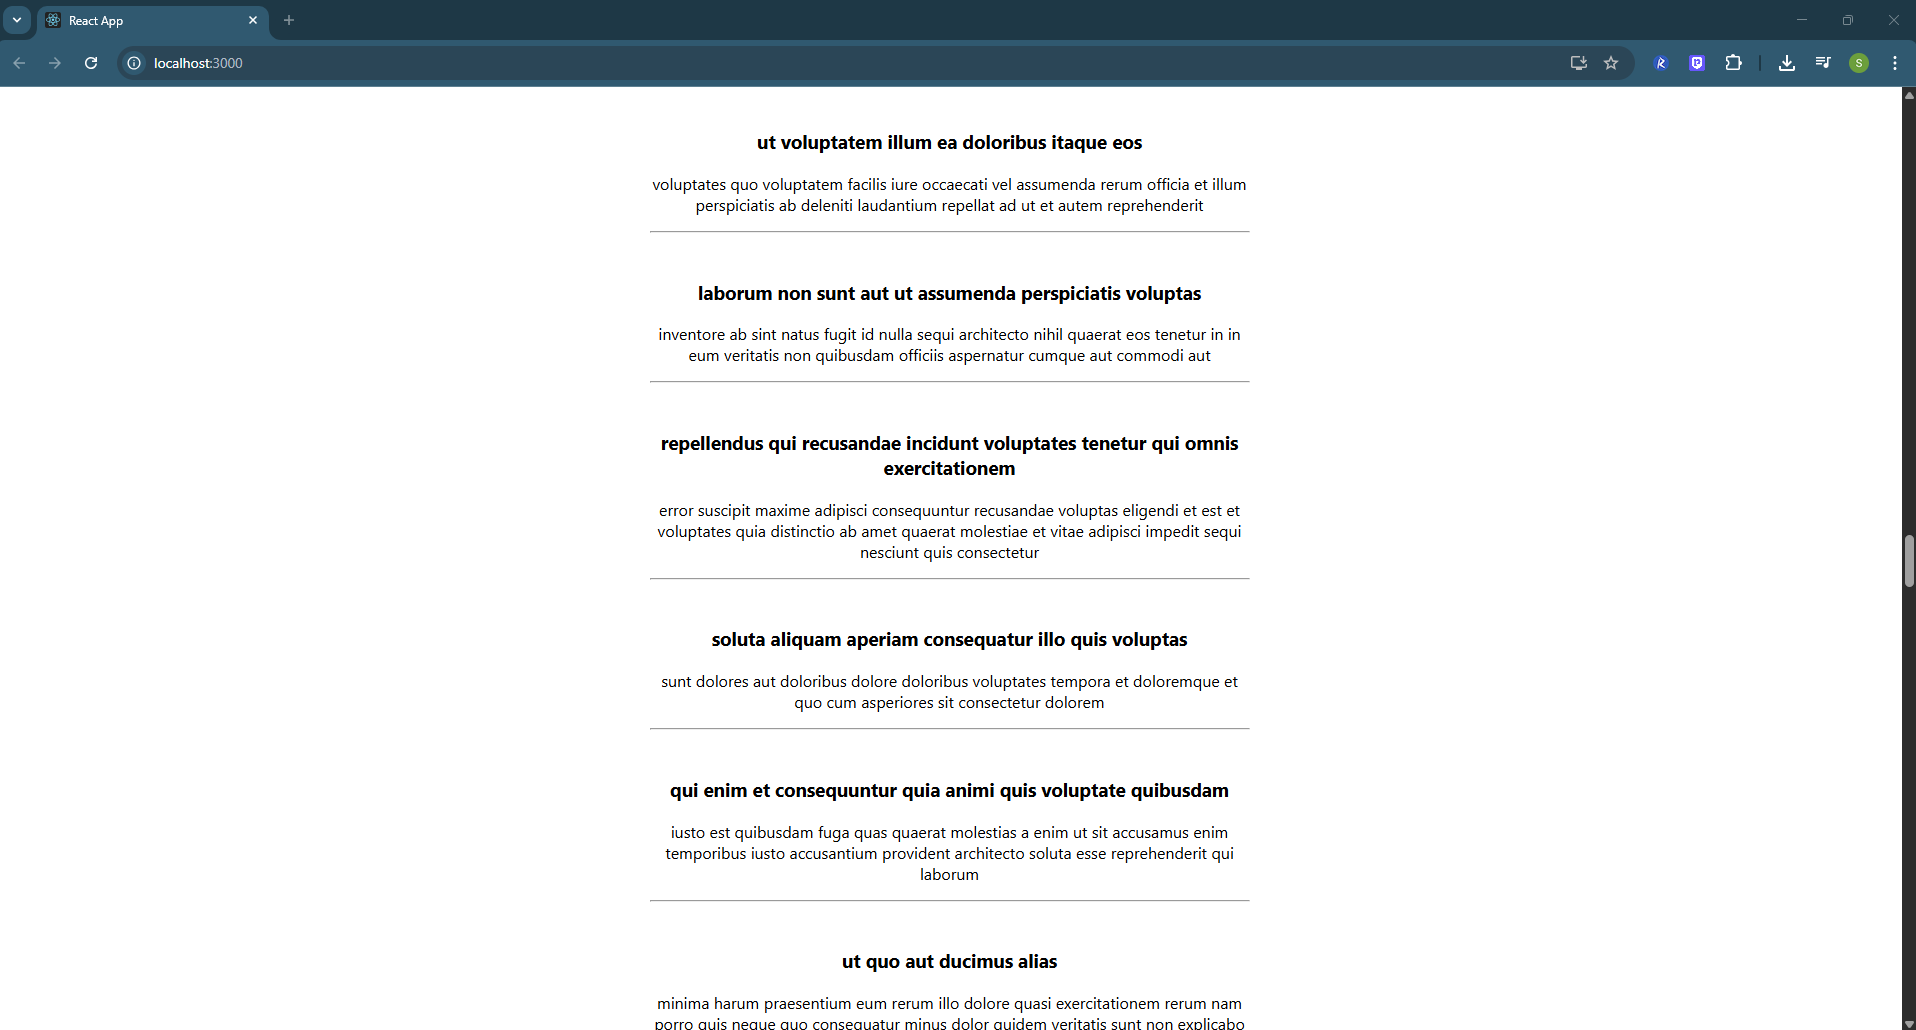 React App
localhost:3000
S
ut voluptatem illum ea doloribus itaque eos
voluptates quo voluptatem facilis iure occaecati vel assumenda rerum officia et illum
perspiciatis ab deleniti laudantium repellat ad ut et autem reprehenderit
laborum non sunt aut ut assumenda perspiciatis voluptas
inventore ab sint natus fugit id nulla sequi architecto nihil quaerat eos tenetur in in
eum veritatis non quibusdam officiis aspernatur cumque aut commodi aut
repellendus qui recusandae incidunt voluptates tenetur qui omnis
exercitationem
error suscipit maxime adipisci consequuntur recusandae voluptas eligendi et est et
voluptates quia distinctio ab amet quaerat molestiae et vitae adipisci impedit sequi
nesciunt quis consectetur
soluta aliquam aperiam consequatur illo quis voluptas
sunt dolores aut doloribus dolore doloribus voluptates tempora et doloremque et
quo cum asperiores sit consectetur dolorem
qui enim et consequuntur quia animi quis voluptate quibusdam
iusto est quibusdam fuga quas quaerat molestias a enim ut sit accusamus enim
temporibus iusto accusantium provident architecto soluta esse reprehenderit qui
laborum
ut quo aut ducimus alias
minima harum praesentium eum rerum illo dolore quasi exercitationem rerum nam
porro quis neque quo consequatur minus dolor quidem veritatis sunt non explicabo